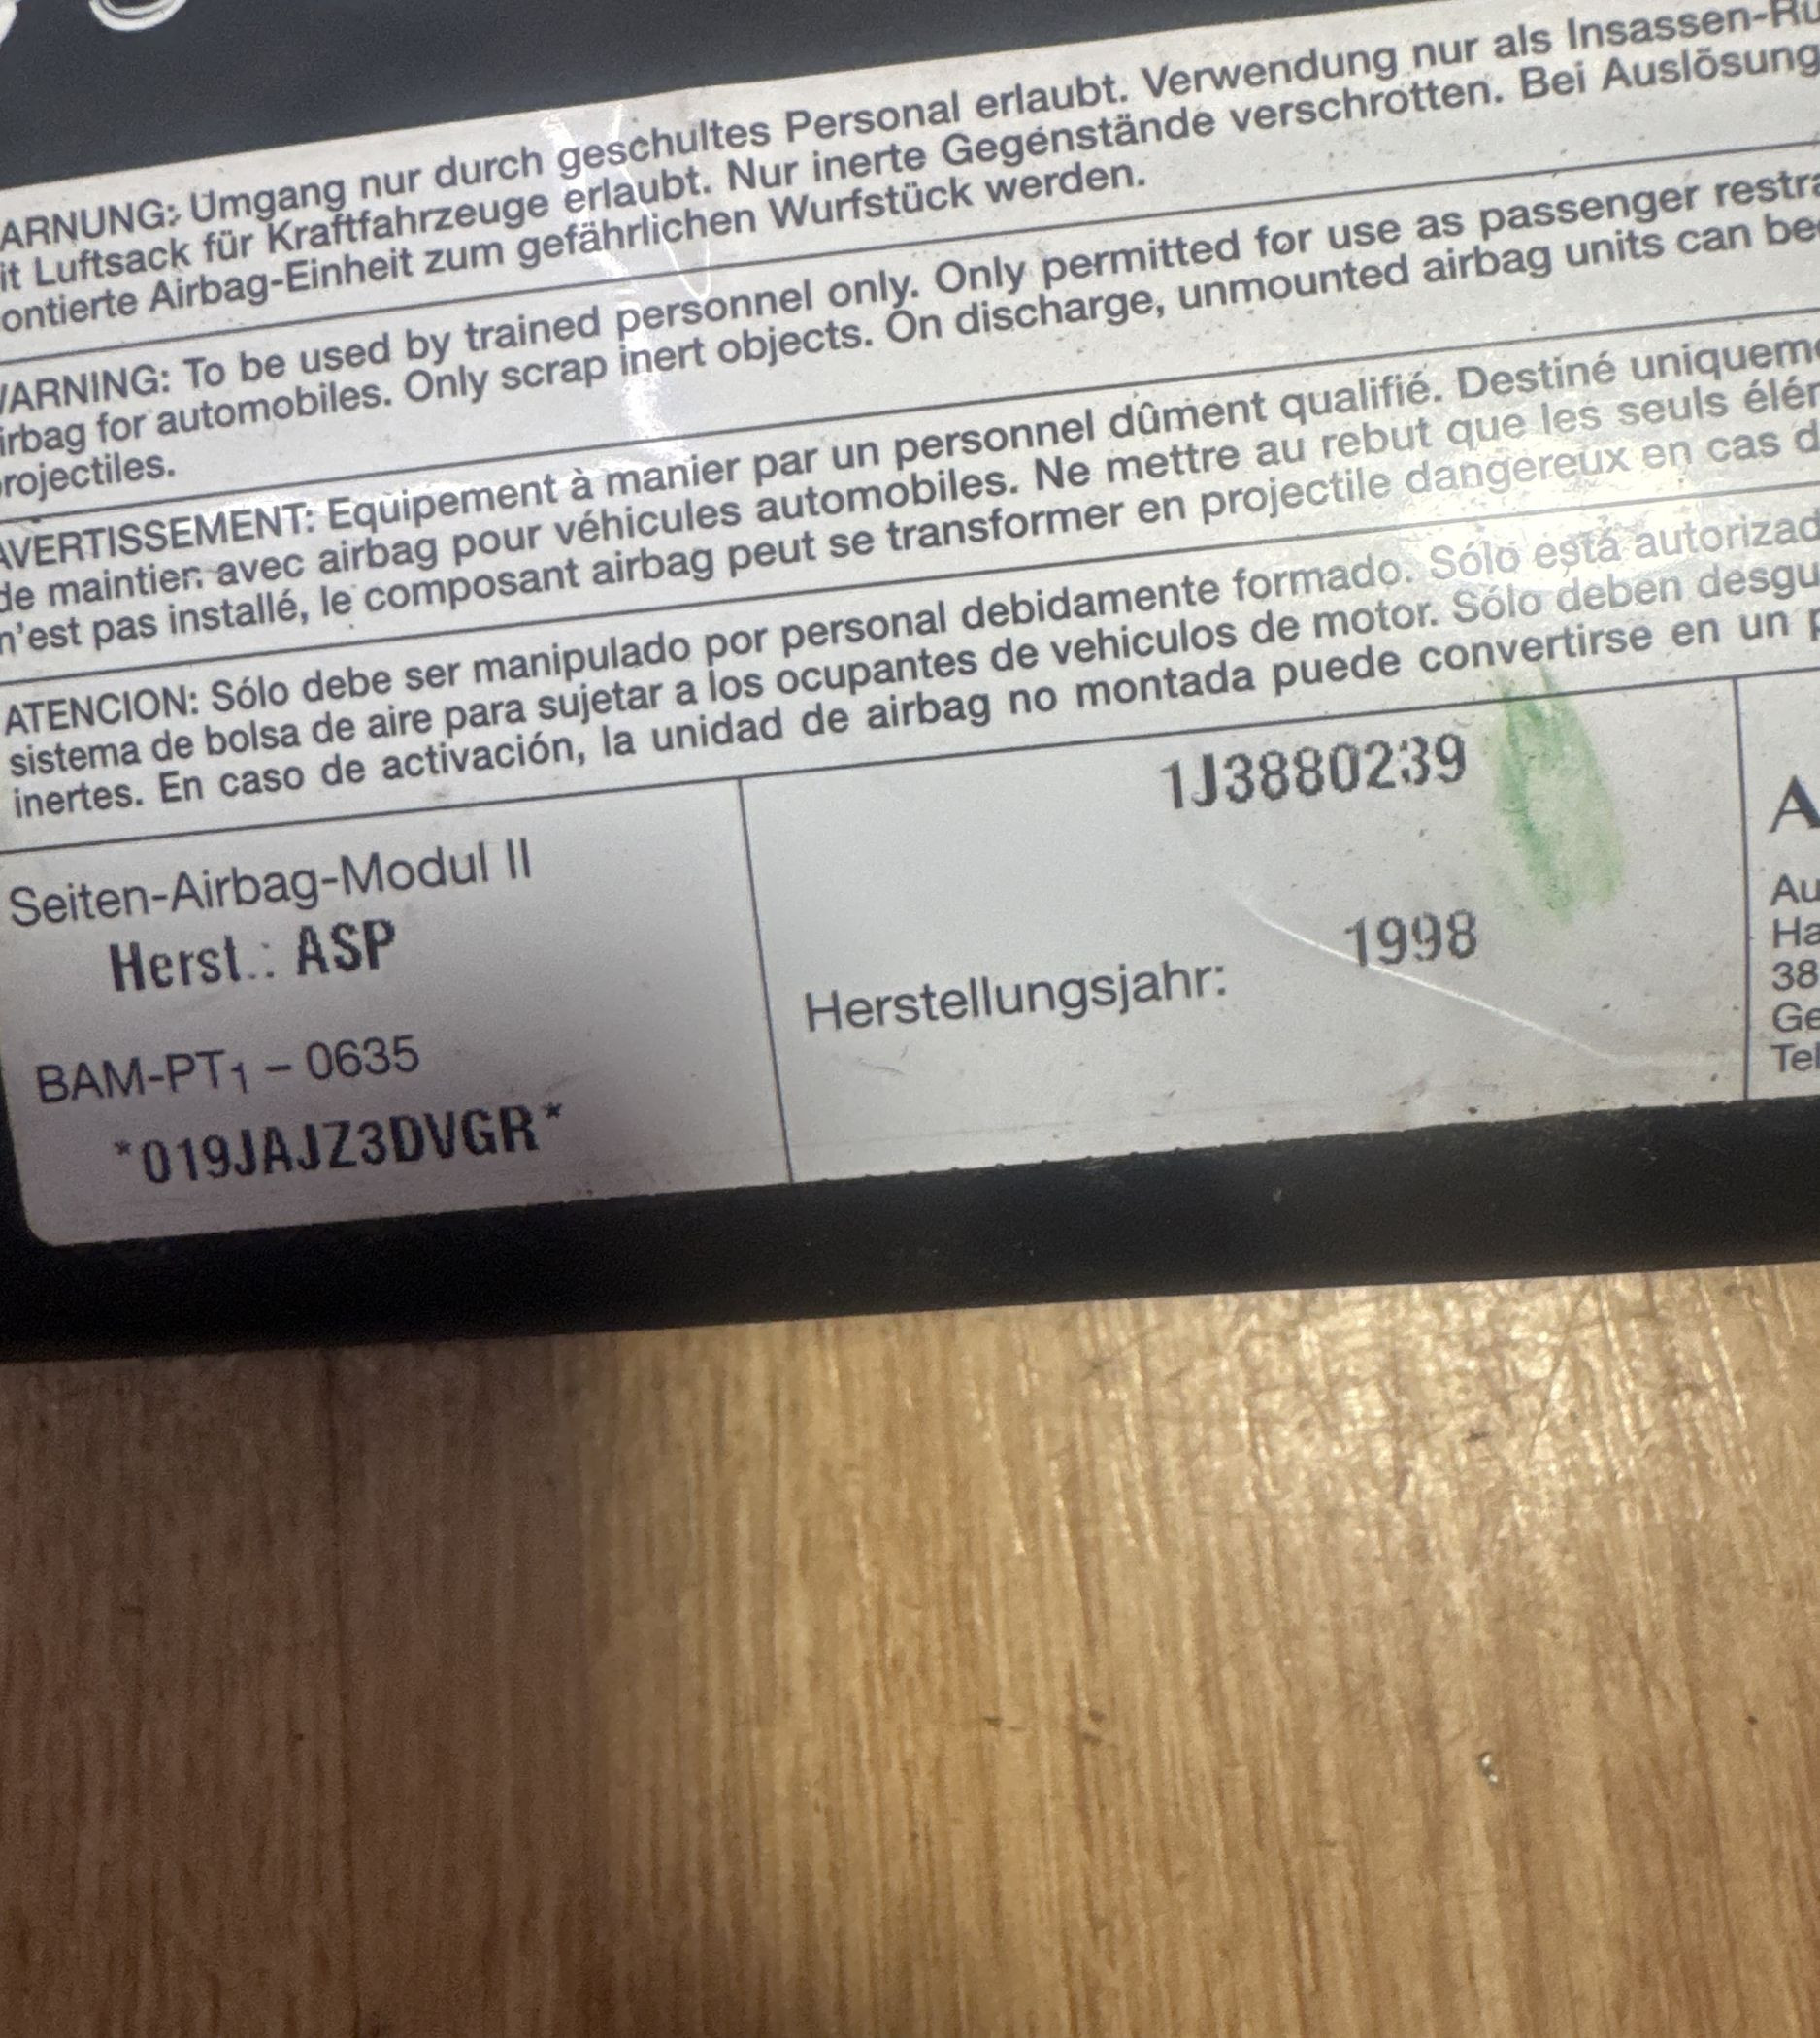 ARNUNG: Umgang nur durch geschultes Personal erlaubt. Verwendung nur als Insassen-Rü
it Luftsack für Kraftfahrzeuge erlaubt. Nur inerte Gegenstände verschrotten. Bei Auslösung
ontierte Airbag-Einheit zum gefährlichen Wurfstück werden.
WARNING: To be used by trained personnel only. Only permitted for use as passenger restra
irbag for automobiles. Only scrap inert objects. On discharge, unmounted airbag units can be
rojectiles.
AVERTISSEMENT: Equipement à manier par un personnel dûment qualifié. Destiné uniquem
de maintien avec airbag pour véhicules automobiles. Ne mettre au rebut que les seuls élé
n'est pas installé, le composant airbag peut se transformer en projectile dangereux en cas d
ATENCION: Sólo debe ser manipulado por personal debidamente formado. Sólo está autorizad
sistema de bolsa de aire para sujetar a los ocupantes de vehiculos de motor. Sólo deben desgu
inertes. En caso de activación, la unidad de airbag no montada puede convertirse en un p
Seiten-Airbag-Modul II
Herst.: ASP
BAM-PT1 – 0635
*019JAJZ3DVGR*
1J3880239
Herstellungsjahr: 1998
A
Au
Ha
38
Ge
Tel